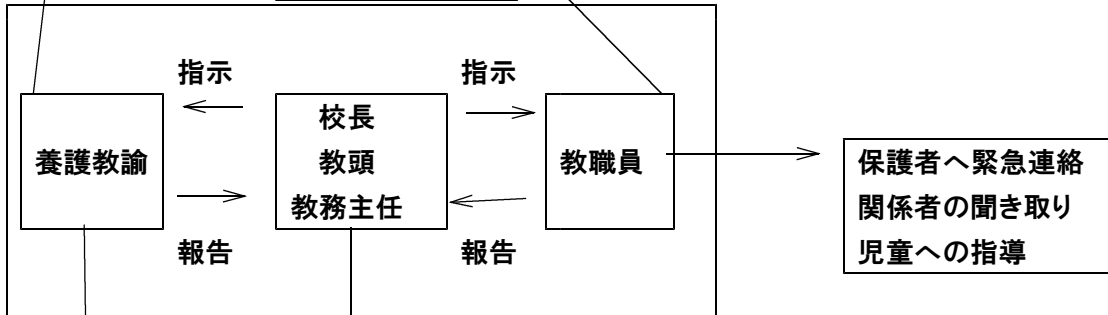 指示
指示
養護教諭
校長
教頭
教務主任
教職員
保護者へ緊急連絡
関係者の聞き取り
児童への指導
報告
報告